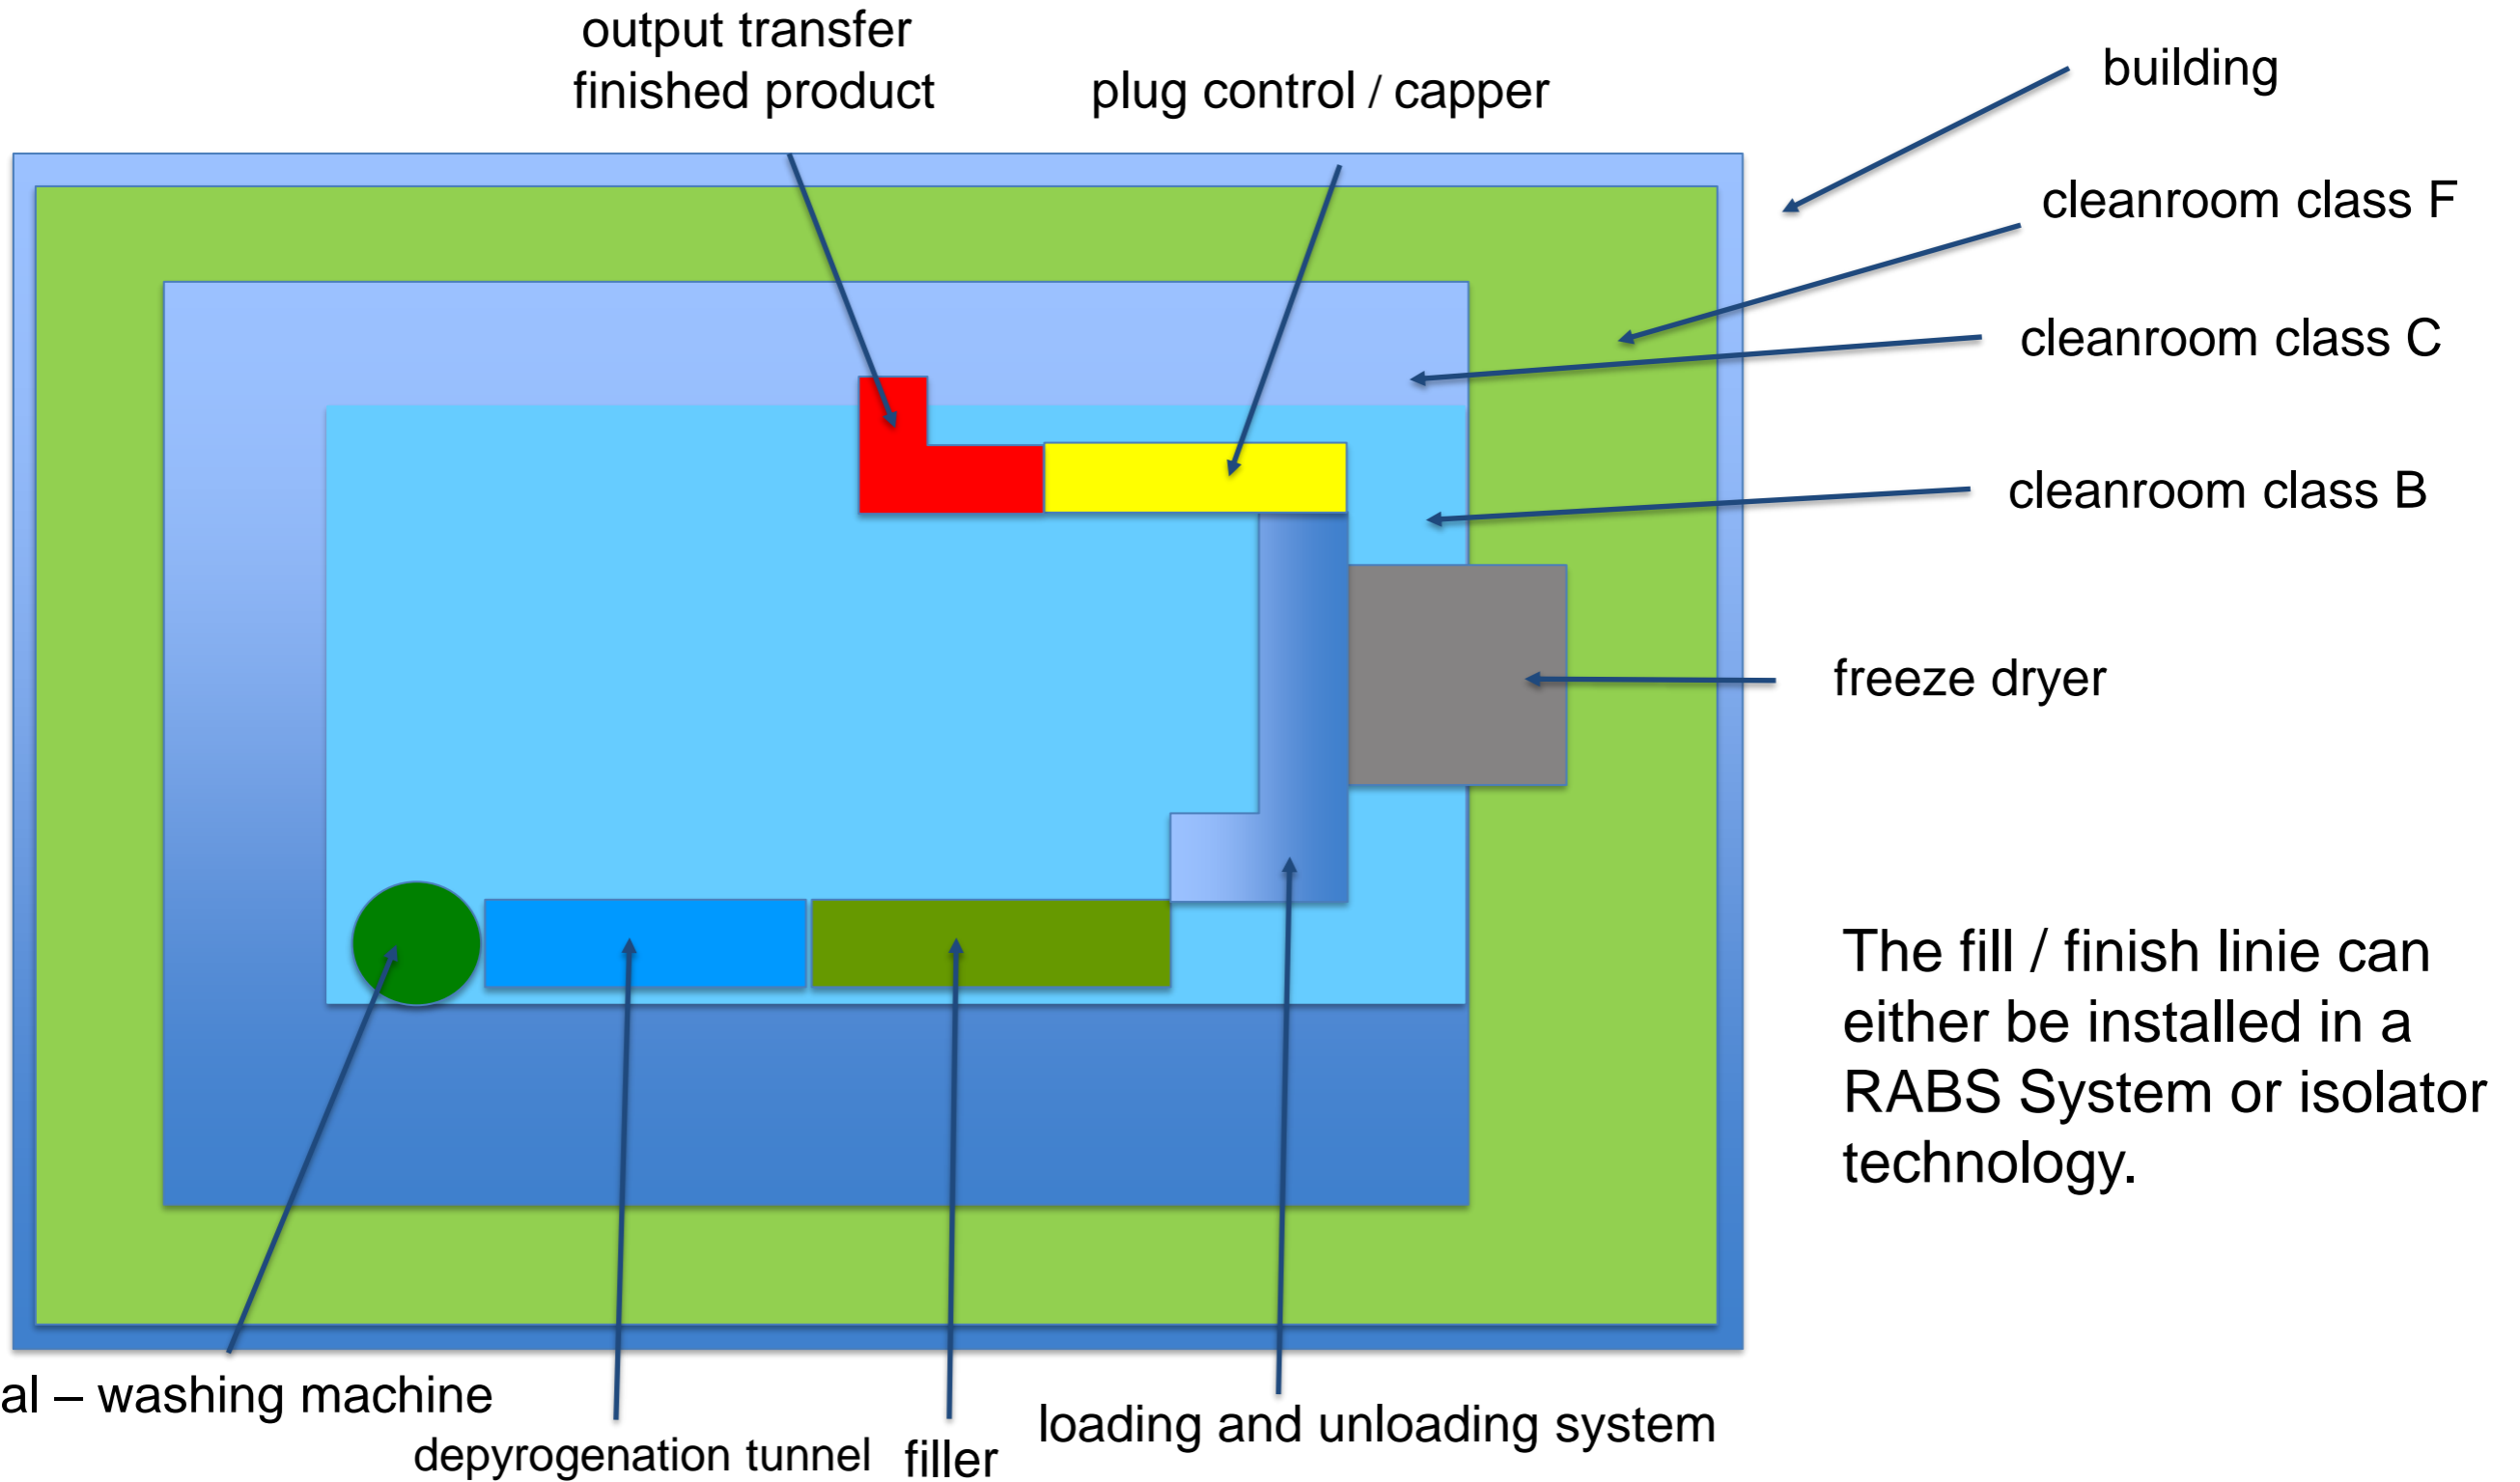 output transfer
finished product
plug control / capper
building
cleanroom class F
cleanroom class C
cleanroom class B
freeze dryer
The fill / finish linie can
either be installed in a
RABS System or isolator
technology.
al – washing machine
depyrogenation tunnel
filler
loading and unloading system